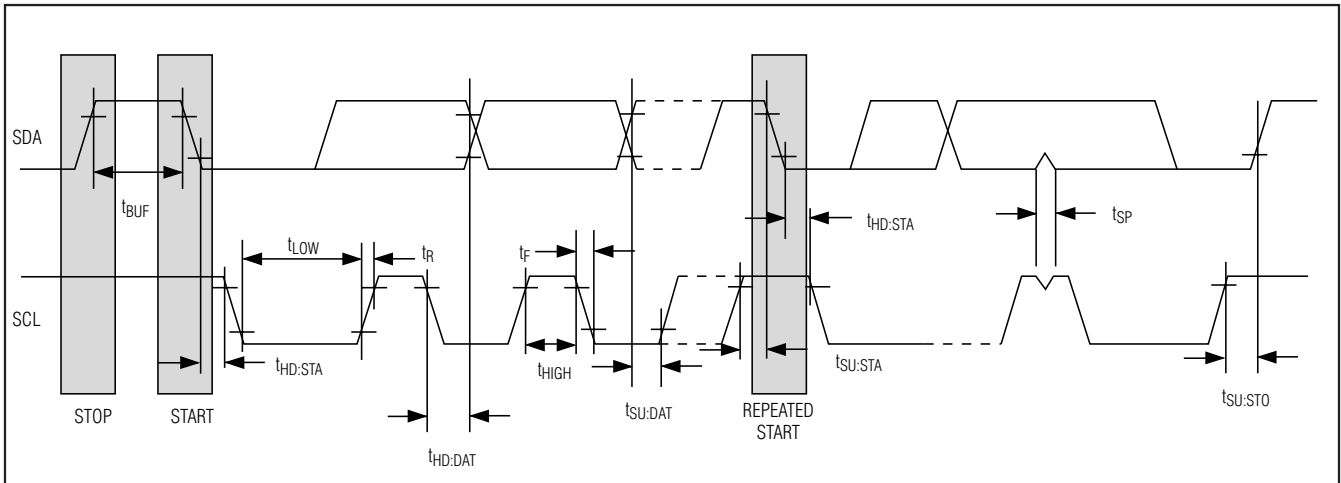 SDA
tBUF
tHD:STA
tSP
tLOW
tR
tF
SCL
tHD:STA
tHIGH
tSU:STA
tSU:DAT
tSU:STO
STOP
START
REPEATED
START
tHD:DAT